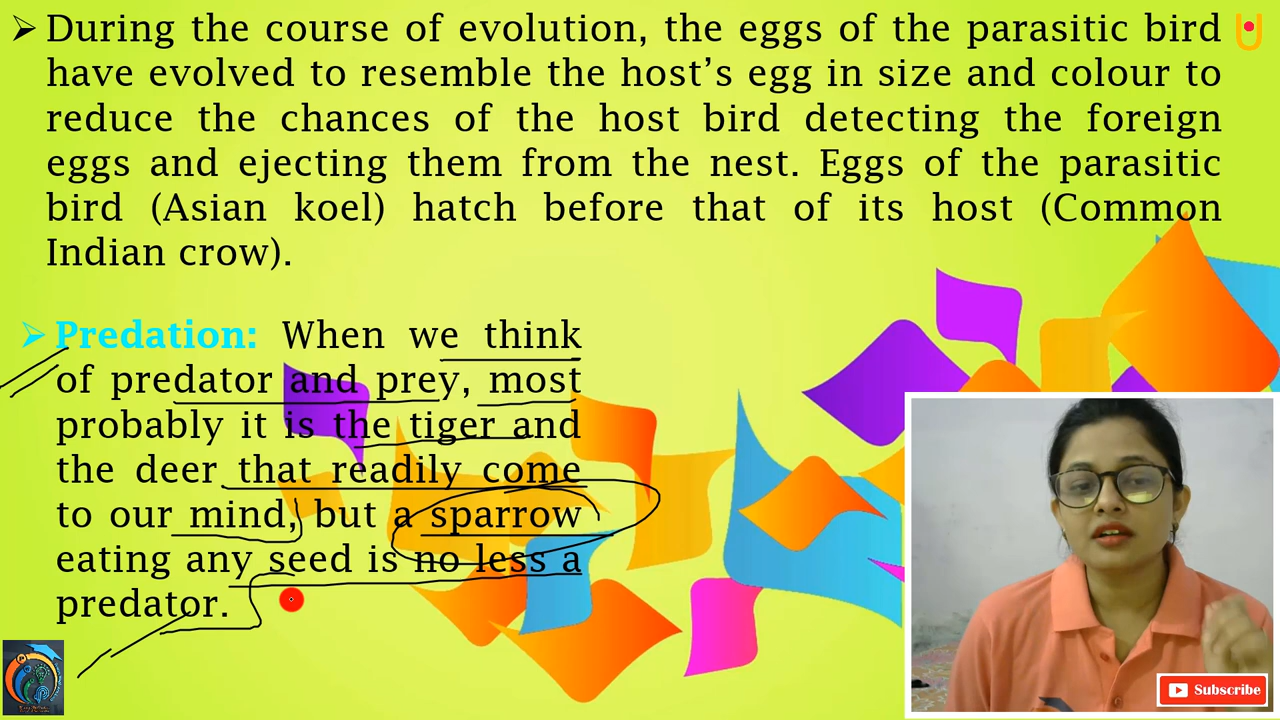 ➢ During the course of evolution, the eggs of the parasitic bird
have evolved to resemble the host’s egg in size and colour to
reduce the chances of the host bird detecting the foreign
eggs and ejecting them from the nest. Eggs of the parasitic
bird (Asian koel) hatch before that of its host (Common
Indian crow).
➢ Predation: When we think
of predator and prey, most
probably it is the tiger and
the deer that readily come
to our mind, but a sparrow
eating any seed is no less a
predator.
Subscribe